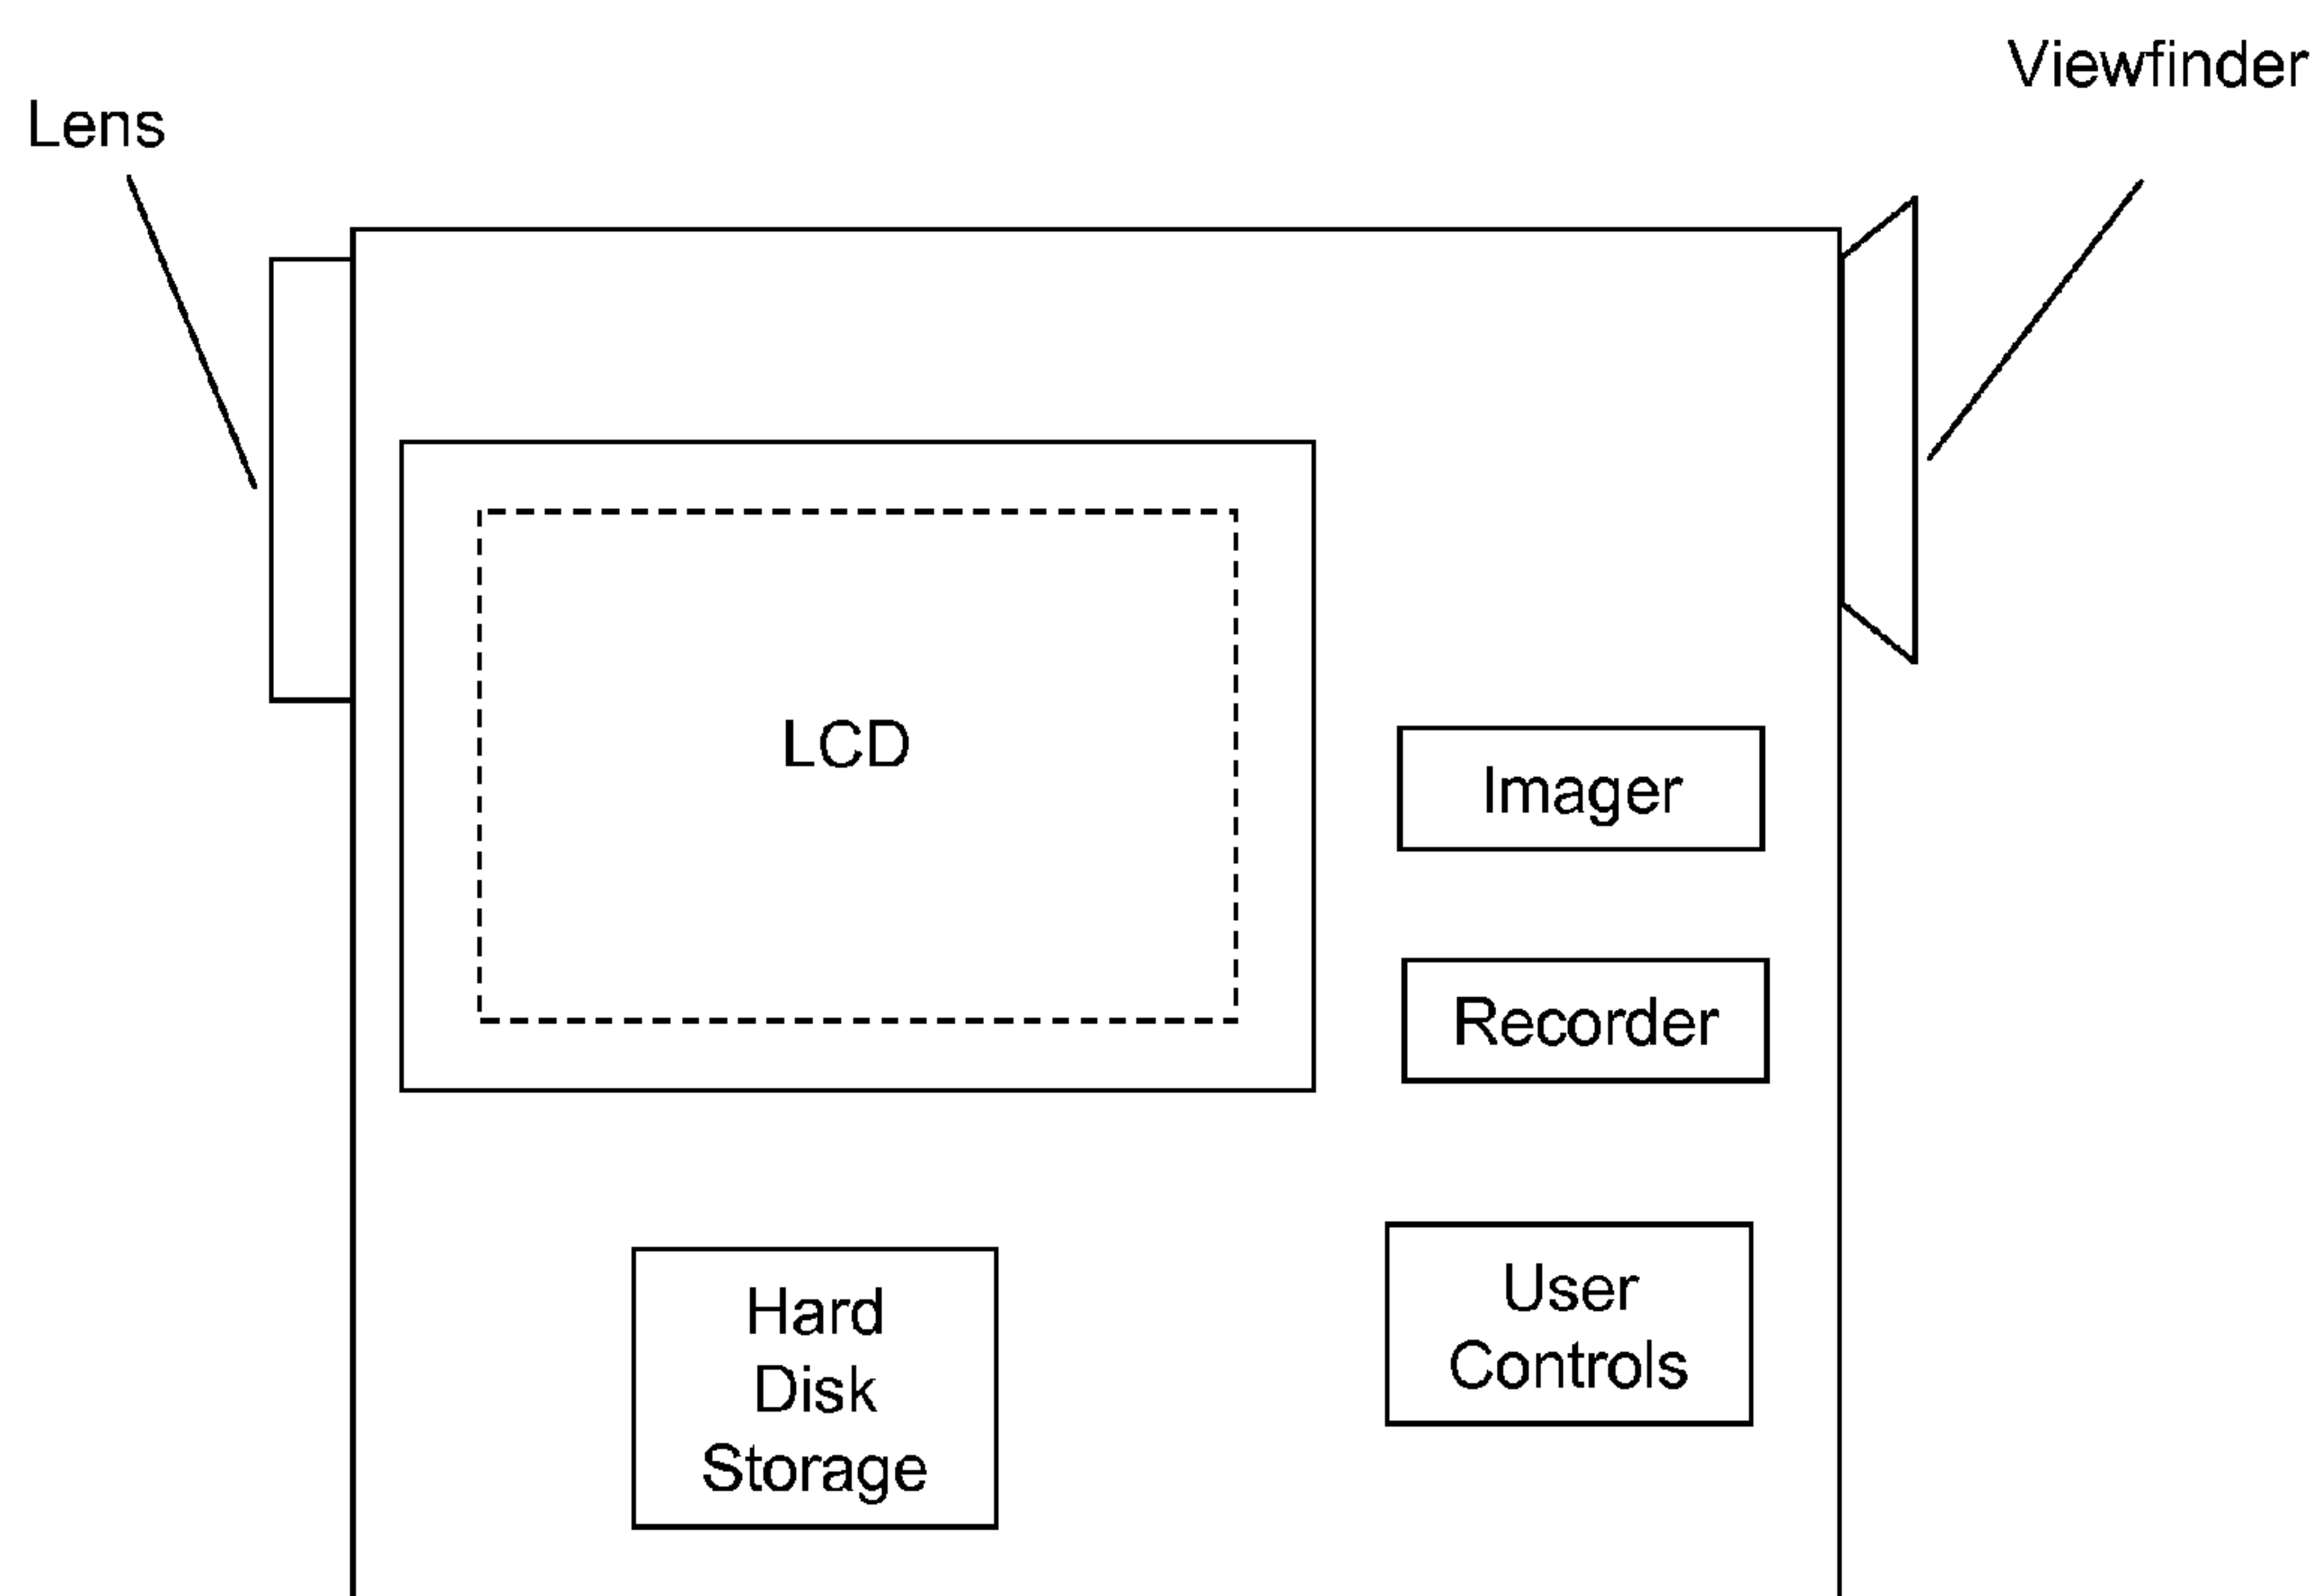 Viewfinder
Lens
LCD
Imager
Recorder
User
Controls
Hard
Disk
Storage